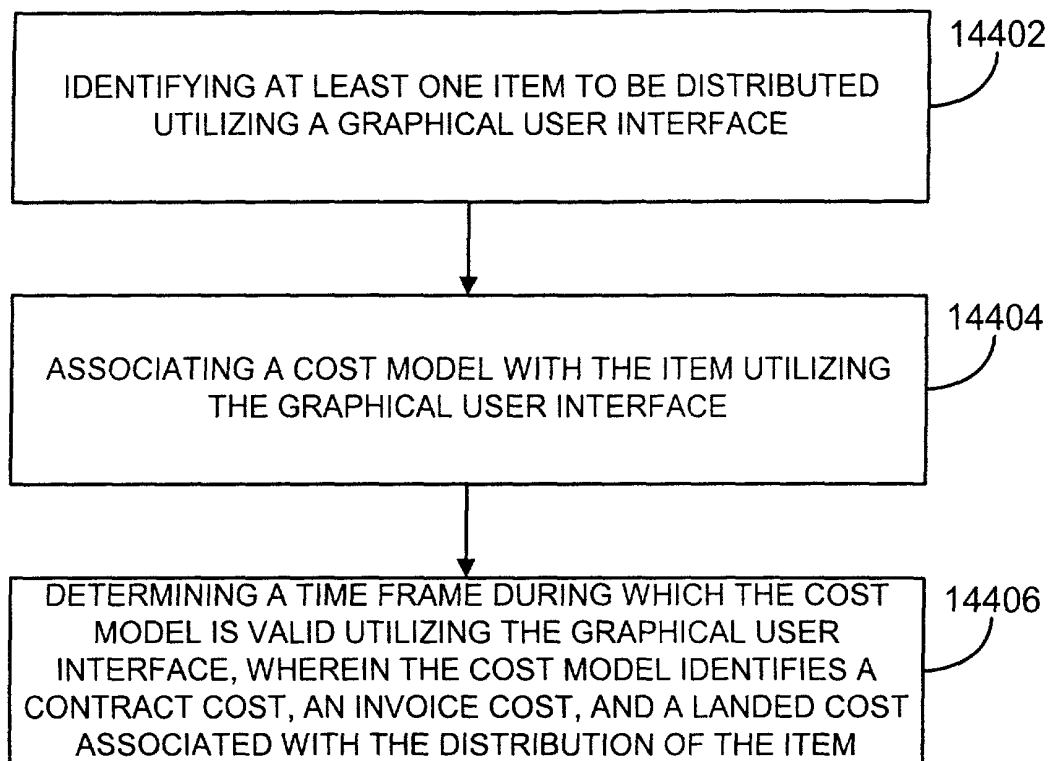 14402
IDENTIFYING AT LEAST ONE ITEM TO BE DISTRIBUTED
UTILIZING A GRAPHICAL USER INTERFACE
14404
ASSOCIATING A COST MODEL WITH THE ITEM UTILIZING
THE GRAPHICAL USER INTERFACE
14406
DETERMINING A TIME FRAME DURING WHICH THE COST
MODEL IS VALID UTILIZING THE GRAPHICAL USER
INTERFACE, WHEREIN THE COST MODEL IDENTIFIES A
CONTRACT COST, AN INVOICE COST, AND A LANDED COST
ASSOCIATED WITH THE DISTRIBUTION OF THE ITEM